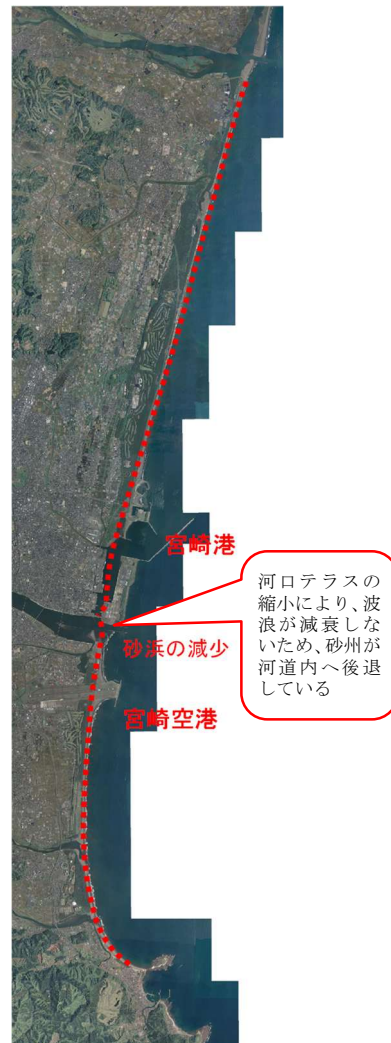 宮崎港
河口テラスの
縮小により、波
浪が減衰しな
いため、砂州が
河道内へ後退
している
砂浜の減少
宮崎空港